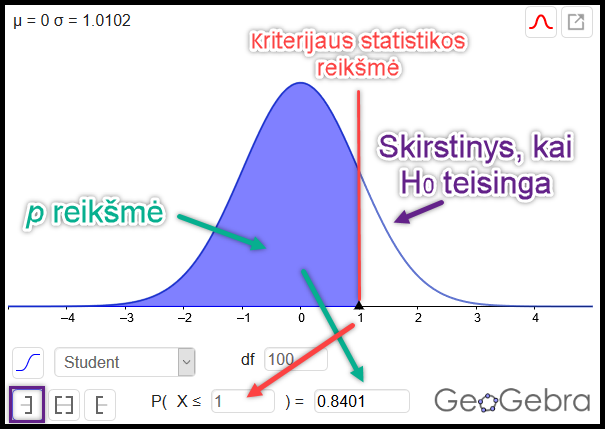 μ = 0 σ = 1.0102
Kriterijaus statistikos
reikšmė
Skirstinys, kai
H0 teisinga
p reikšmė
−4 −3 −2 −1 0 1 2 3 4
Student df 100
P( X ≤ 1 ) = 0.8401
GeoGebra